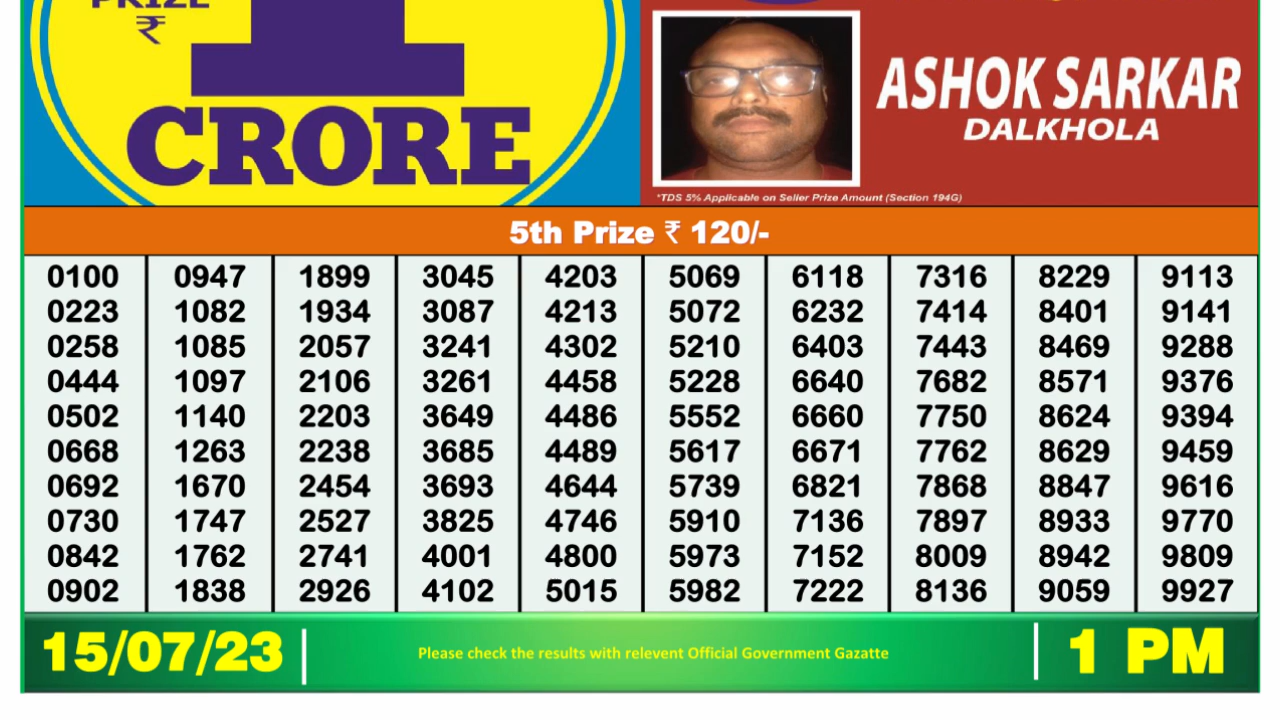 PRIZE
₹
1
CRORE
ASHOK SARKAR
DALKHOLA
*TDS 5% Applicable on Seller Prize Amount (Section 194G)
5th Prize ₹ 120/-
0100 0947 1899 3045 4203 5069 6118 7316 8229 9113
0223 1082 1934 3087 4213 5072 6232 7414 8401 9141
0258 1085 2057 3241 4302 5210 6403 7443 8469 9288
0444 1097 2106 3261 4458 5228 6640 7682 8571 9376
0502 1140 2203 3649 4486 5552 6660 7750 8624 9394
0668 1263 2238 3685 4489 5617 6671 7762 8629 9459
0692 1670 2454 3693 4644 5739 6821 7868 8847 9616
0730 1747 2527 3825 4746 5910 7136 7897 8933 9770
0842 1762 2741 4001 4800 5973 7152 8009 8942 9809
0902 1838 2926 4102 5015 5982 7222 8136 9059 9927
15/07/23
Please check the results with relevent Official Government Gazatte
1 PM